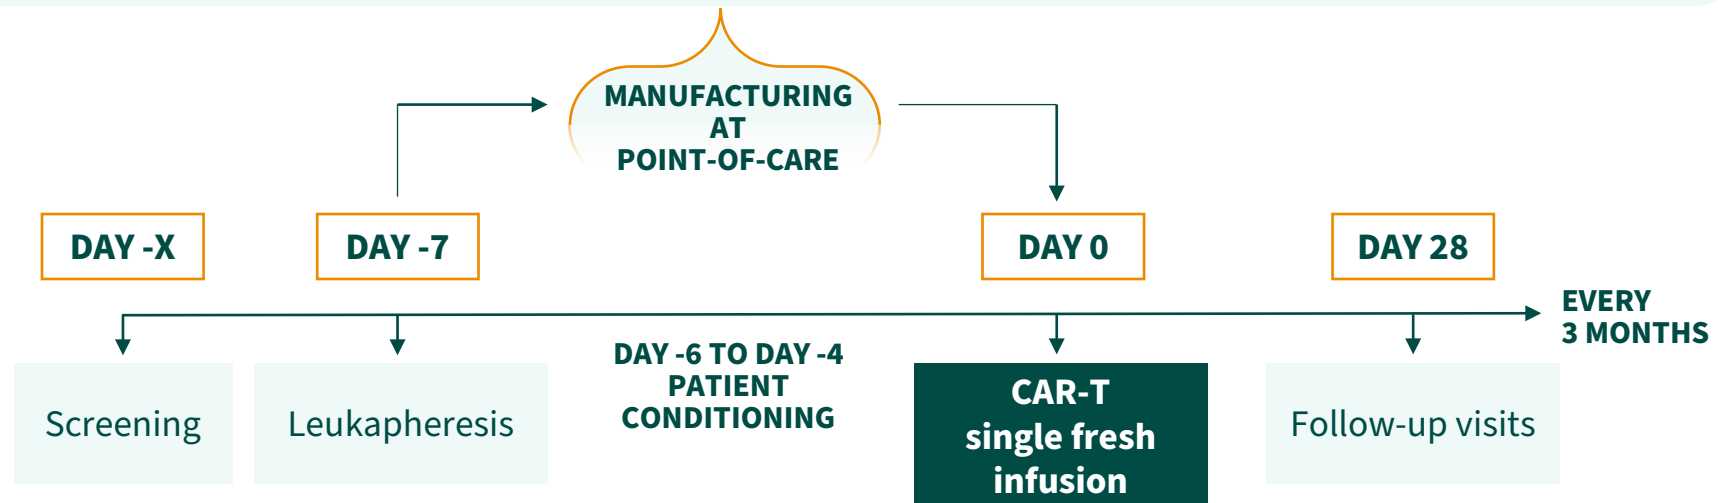 MANUFACTURING
AT
POINT-OF-CARE
DAY -X
DAY -7
DAY 0
DAY 28
EVERY
3 MONTHS
DAY -6 TO DAY -4
PATIENT
CONDITIONING
Screening
Leukapheresis
CAR-T
single fresh
infusion
Follow-up visits